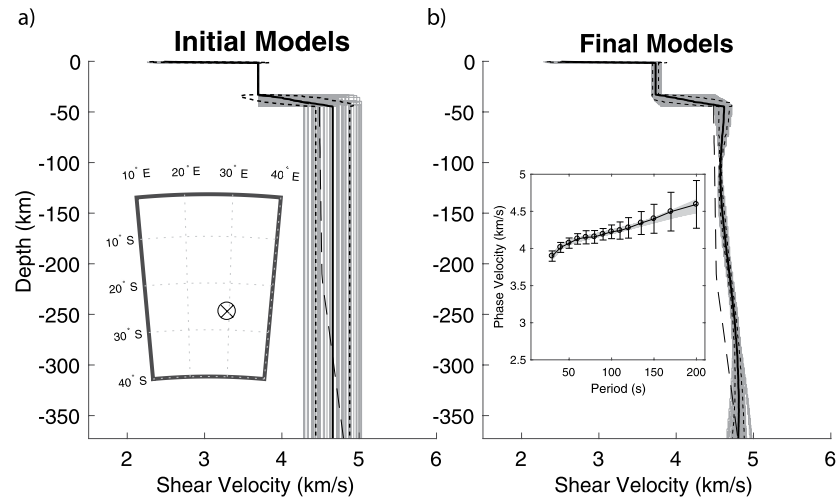 a)
Initial Models
0
-50
-100
-150
-200
-250
-300
-350
Depth (km)
2 3 4 5 6
Shear Velocity (km/s)
10° E 20° E 30° E 40° E
10° S
20° S
30° S
40° S
b)
Final Models
0
-50
-100
-150
-200
-250
-300
-350
2 3 4 5 6
Shear Velocity (km/s)
5
4.5
4
3.5
3
2.5
Phase Velocity (km/s)
50 100 150 200
Period (s)